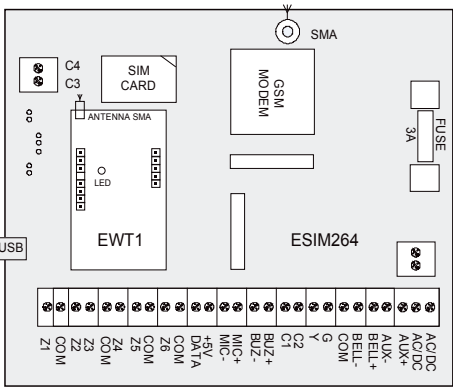 SMA
C4
C3
SIM
CARD
GSM
MODEM
FUSE
3A
ANTENNA SMA
LED
EWT1
ESIM264
USB
Z1
COM
Z2
Z3
COM
Z4
Z5
COM
Z6
COM
DATA
+5V
MIC-
MIC+
BUZ-
BUZ+
C1
C2
Y
G
COM
BELL-
BELL+
AUX-
AUX+
AC/DC
AC/DC